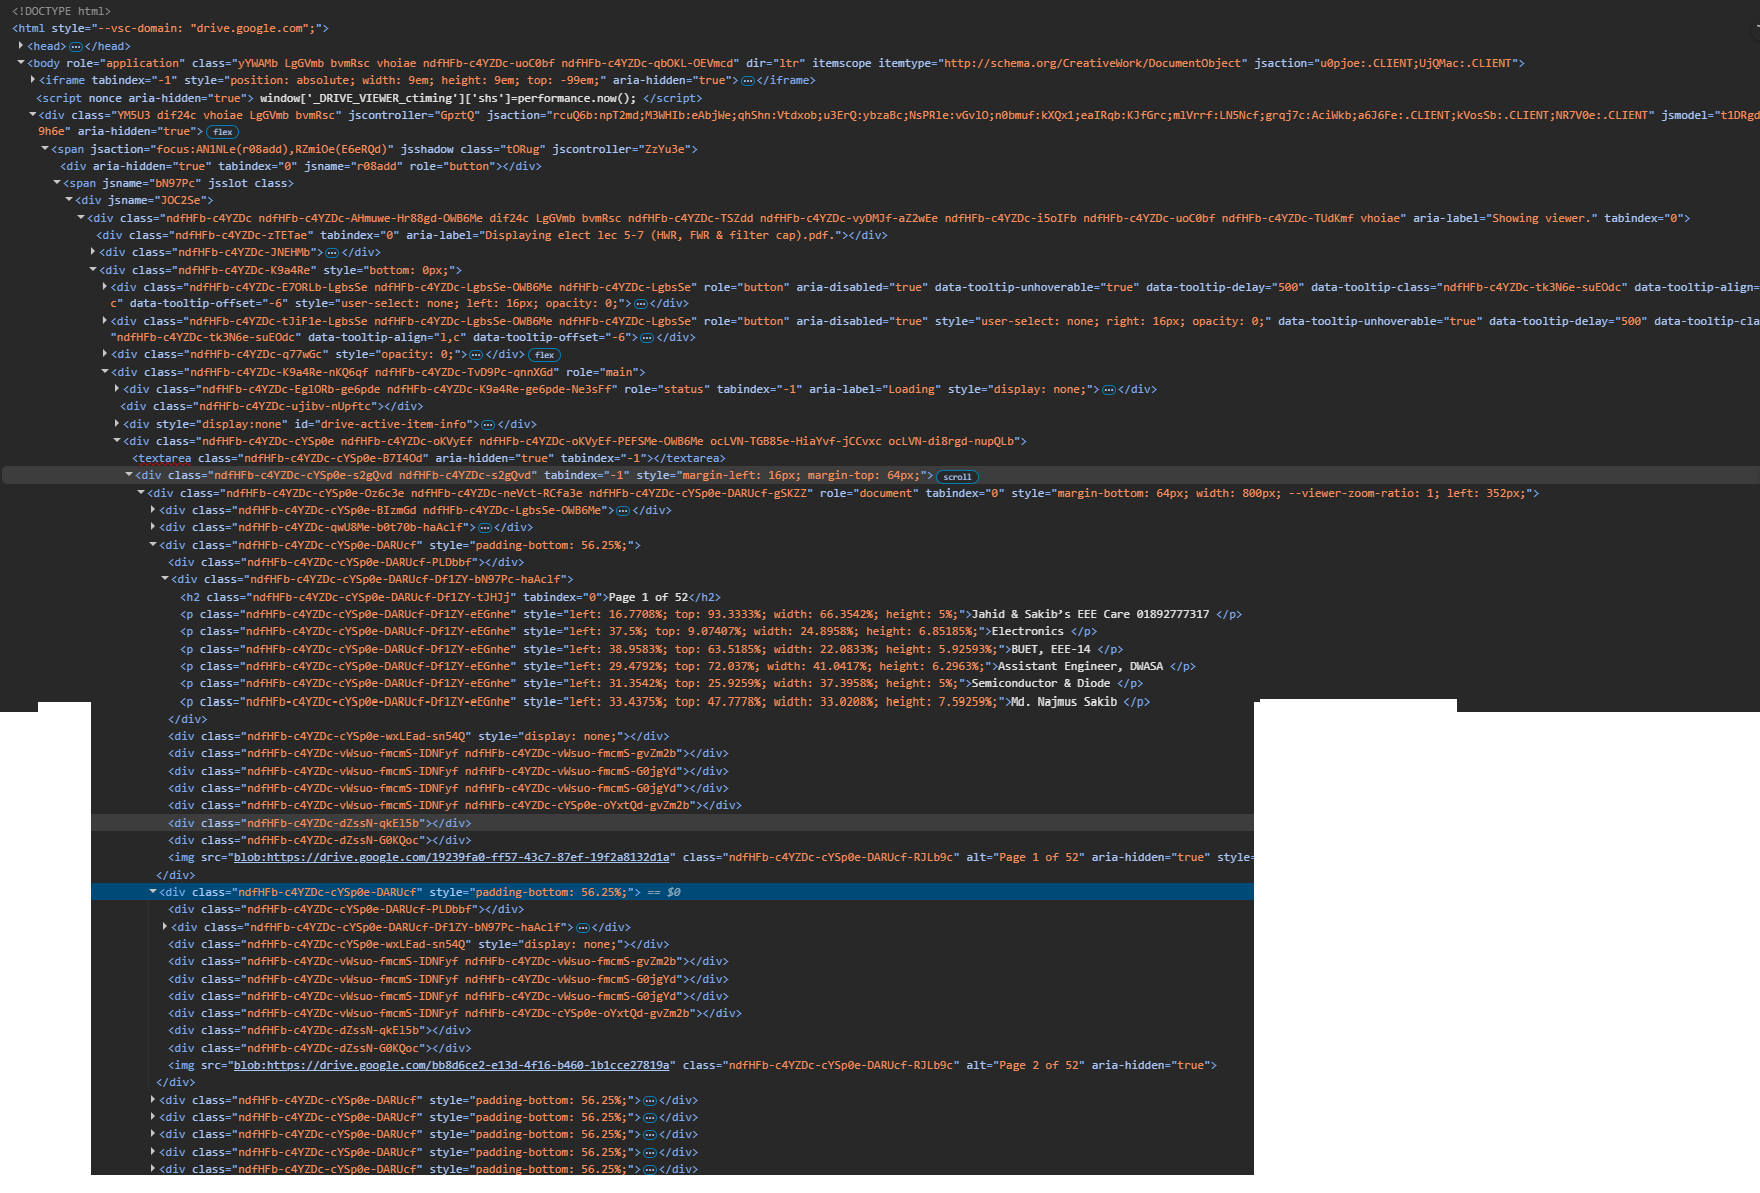 <!DOCTYPE html>
<html style="--vsc-domain: "drive.google.com";">
<head>…</head>
<body role="application" class="yYWAMb LgGVmb bvmRsc vhoiae ndfHFb-c4YZDc-uoC0bf ndfHFb-c4YZDc-qbOKL-OEVmcd" dir="ltr" itemscope itemtype="http://schema.org/CreativeWork/DocumentObject" jsaction="u0pjoe:.CLIENT;UjQMac:.CLIENT">
<iframe tabindex="-1" style="position: absolute; width: 9em; height: 9em; top: -99em;" aria-hidden="true">…</iframe>
<script nonce aria-hidden="true"> window['_DRIVE_VIEWER_ctiming']['shs']=performance.now(); </script>
<div class="YM5U3 dif24c vhoiae LgGVmb bvmRsc" jscontroller="GpztQ" jsaction="rcuQ6b:npT2md;M3WHIb:eAbjWe;qhShn:Vtdxob;u3ErQ:ybzaBc;NsPRle:vGvlO;n0bmuf:kXQx1;eaIRqb:KJfGrc;mlVrrf:LN5Ncf;grqj7c:AciWkb;a6J6Fe:.CLIENT;kVosSb:.CLIENT;NR7V0e:.CLIENT" jsmodel="t1DRgd
9h6e" aria-hidden="true"> flex
<span jsaction="focus:AN1NLe(r08add),RZmiOe(E6eRQd)" jsshadow class="tORug" jscontroller="ZzYu3e">
<div aria-hidden="true" tabindex="0" jsname="r08add" role="button"></div>
<span jsname="bN97Pc" jsslot class>
<div jsname="JOC2Se">
<div class="ndfHFb-c4YZDc ndfHFb-c4YZDc-AHmuwe-Hr88gd-OWB6Me dif24c LgGVmb bvmRsc ndfHFb-c4YZDc-TSZdd ndfHFb-c4YZDc-vyDMJf-aZ2wEe ndfHFb-c4YZDc-i5oIFb ndfHFb-c4YZDc-uoC0bf ndfHFb-c4YZDc-TUdKmf vhoiae" aria-label="Showing viewer." tabindex="0">
<div class="ndfHFb-c4YZDc-zTETae" tabindex="0" aria-label="Displaying elect lec 5-7 (HWR, FWR & filter cap).pdf."></div>
<div class="ndfHFb-c4YZDc-JNEHMb">…</div>
<div class="ndfHFb-c4YZDc-K9a4Re" style="bottom: 0px;">
<div class="ndfHFb-c4YZDc-E7ORLb-LgbsSe ndfHFb-c4YZDc-LgbsSe-OWB6Me ndfHFb-c4YZDc-LgbsSe" role="button" aria-disabled="true" data-tooltip-unhoverable="true" data-tooltip-delay="500" data-tooltip-class="ndfHFb-c4YZDc-tk3N6e-suEOdc" data-tooltip-align=
c" data-tooltip-offset="-6" style="user-select: none; left: 16px; opacity: 0;">…</div>
<div class="ndfHFb-c4YZDc-tJiF1e-LgbsSe ndfHFb-c4YZDc-LgbsSe-OWB6Me ndfHFb-c4YZDc-LgbsSe" role="button" aria-disabled="true" style="user-select: none; right: 16px; opacity: 0;" data-tooltip-unhoverable="true" data-tooltip-delay="500" data-tooltip-cla
"ndfHFb-c4YZDc-tk3N6e-suEOdc" data-tooltip-align="l,c" data-tooltip-offset="-6">…</div>
<div class="ndfHFb-c4YZDc-q77wGc" style="opacity: 0;">…</div> flex
<div class="ndfHFb-c4YZDc-K9a4Re-nKQ6qf ndfHFb-c4YZDc-TvD9Pc-qnnXGd" role="main">
<div class="ndfHFb-c4YZDc-EglORb-ge6pde ndfHFb-c4YZDc-K9a4Re-ge6pde-Ne3sFf" role="status" tabindex="-1" aria-label="Loading" style="display: none;">…</div>
<div class="ndfHFb-c4YZDc-ujibv-nUpftc"></div>
<div style="display:none" id="drive-active-item-info">…</div>
<div class="ndfHFb-c4YZDc-cYSp0e ndfHFb-c4YZDc-oKVyEf ndfHFb-c4YZDc-oKVyEf-PEFSMe-OWB6Me ocLVN-TGB85e-HiaYvf-jCCvxc ocLVN-di8rgd-nupQLb">
<textarea class="ndfHFb-c4YZDc-cYSp0e-B7I4Od" aria-hidden="true" tabindex="-1"></textarea>
<div class="ndfHFb-c4YZDc-cYSp0e-s2gQvd ndfHFb-c4YZDc-s2gQvd" tabindex="-1" style="margin-left: 16px; margin-top: 64px;"> scroll
<div class="ndfHFb-c4YZDc-cYSp0e-Oz6c3e ndfHFb-c4YZDc-neVct-RCfa3e ndfHFb-c4YZDc-cYSp0e-DARUcf-gSKZZ" role="document" tabindex="0" style="margin-bottom: 64px; width: 800px; --viewer-zoom-ratio: 1; left: 352px;">
<div class="ndfHFb-c4YZDc-cYSp0e-BIzmGd ndfHFb-c4YZDc-LgbsSe-OWB6Me">…</div>
<div class="ndfHFb-c4YZDc-qwU8Me-b0t70b-haAclf">…</div>
<div class="ndfHFb-c4YZDc-cYSp0e-DARUcf" style="padding-bottom: 56.25%;">
<div class="ndfHFb-c4YZDc-cYSp0e-DARUcf-PLDbbf"></div>
<div class="ndfHFb-c4YZDc-cYSp0e-DARUcf-Df1ZY-bN97Pc-haAclf">
<h2 class="ndfHFb-c4YZDc-cYSp0e-DARUcf-Df1ZY-tJHJj" tabindex="0">Page 1 of 52</h2>
<p class="ndfHFb-c4YZDc-cYSp0e-DARUcf-Df1ZY-eEGnhe" style="left: 16.7708%; top: 93.3333%; width: 66.3542%; height: 5%;">Jahid & Sakib’s EEE Care 01892777317 </p>
<p class="ndfHFb-c4YZDc-cYSp0e-DARUcf-Df1ZY-eEGnhe" style="left: 37.5%; top: 9.07407%; width: 24.8958%; height: 6.85185%;">Electronics </p>
<p class="ndfHFb-c4YZDc-cYSp0e-DARUcf-Df1ZY-eEGnhe" style="left: 38.9583%; top: 63.5185%; width: 22.0833%; height: 5.92593%;">BUET, EEE-14 </p>
<p class="ndfHFb-c4YZDc-cYSp0e-DARUcf-Df1ZY-eEGnhe" style="left: 29.4792%; top: 72.037%; width: 41.0417%; height: 6.2963%;">Assistant Engineer, DWASA </p>
<p class="ndfHFb-c4YZDc-cYSp0e-DARUcf-Df1ZY-eEGnhe" style="left: 31.3542%; top: 25.9259%; width: 37.3958%; height: 5%;">Semiconductor & Diode </p>
<p class="ndfHFb-c4YZDc-cYSp0e-DARUcf-Df1ZY-eEGnhe" style="left: 33.4375%; top: 47.7778%; width: 33.0208%; height: 7.59259%;">Md. Najmus Sakib </p>
</div>
<div class="ndfHFb-c4YZDc-cYSp0e-wxLEad-sn54Q" style="display: none;"></div>
<div class="ndfHFb-c4YZDc-vWsuo-fmcmS-IDNFyf ndfHFb-c4YZDc-vWsuo-fmcmS-gvZm2b"></div>
<div class="ndfHFb-c4YZDc-vWsuo-fmcmS-IDNFyf ndfHFb-c4YZDc-vWsuo-fmcmS-G0jgYd"></div>
<div class="ndfHFb-c4YZDc-vWsuo-fmcmS-IDNFyf ndfHFb-c4YZDc-vWsuo-fmcmS-G0jgYd"></div>
<div class="ndfHFb-c4YZDc-vWsuo-fmcmS-IDNFyf ndfHFb-c4YZDc-cYSp0e-oYxtQd-gvZm2b"></div>
<div class="ndfHFb-c4YZDc-dZssN-qkEl5b"></div>
<div class="ndfHFb-c4YZDc-dZssN-G0KQoc"></div>
<img src="blob:https://drive.google.com/19239fa0-ff57-43c7-87ef-19f2a8132d1a" class="ndfHFb-c4YZDc-cYSp0e-DARUcf-RJLb9c" alt="Page 1 of 52" aria-hidden="true" style=
</div>
<div class="ndfHFb-c4YZDc-cYSp0e-DARUcf" style="padding-bottom: 56.25%;"> == $0
<div class="ndfHFb-c4YZDc-cYSp0e-DARUcf-PLDbbf"></div>
<div class="ndfHFb-c4YZDc-cYSp0e-DARUcf-Df1ZY-bN97Pc-haAclf">…</div>
<div class="ndfHFb-c4YZDc-cYSp0e-wxLEad-sn54Q" style="display: none;"></div>
<div class="ndfHFb-c4YZDc-vWsuo-fmcmS-IDNFyf ndfHFb-c4YZDc-vWsuo-fmcmS-gvZm2b"></div>
<div class="ndfHFb-c4YZDc-vWsuo-fmcmS-IDNFyf ndfHFb-c4YZDc-vWsuo-fmcmS-G0jgYd"></div>
<div class="ndfHFb-c4YZDc-vWsuo-fmcmS-IDNFyf ndfHFb-c4YZDc-vWsuo-fmcmS-G0jgYd"></div>
<div class="ndfHFb-c4YZDc-vWsuo-fmcmS-IDNFyf ndfHFb-c4YZDc-cYSp0e-oYxtQd-gvZm2b"></div>
<div class="ndfHFb-c4YZDc-dZssN-qkEl5b"></div>
<div class="ndfHFb-c4YZDc-dZssN-G0KQoc"></div>
<img src="blob:https://drive.google.com/bb8d6ce2-e13d-4f16-b460-1b1cce27819a" class="ndfHFb-c4YZDc-cYSp0e-DARUcf-RJLb9c" alt="Page 2 of 52" aria-hidden="true">
</div>
<div class="ndfHFb-c4YZDc-cYSp0e-DARUcf" style="padding-bottom: 56.25%;">…</div>
<div class="ndfHFb-c4YZDc-cYSp0e-DARUcf" style="padding-bottom: 56.25%;">…</div>
<div class="ndfHFb-c4YZDc-cYSp0e-DARUcf" style="padding-bottom: 56.25%;">…</div>
<div class="ndfHFb-c4YZDc-cYSp0e-DARUcf" style="padding-bottom: 56.25%;">…</div>
<div class="ndfHFb-c4YZDc-cYSp0e-DARUcf" style="padding-bottom: 56.25%;">…</div>